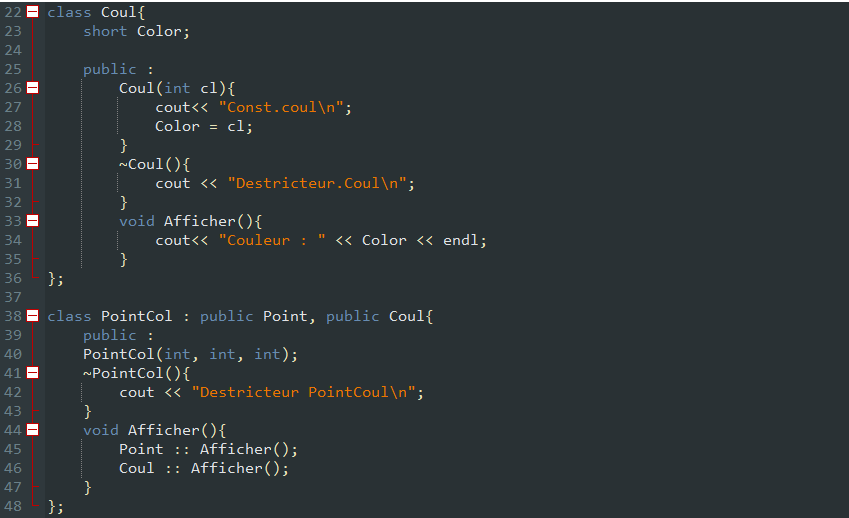 22 class Coul{
23     short Color;
24
25     public :
26         Coul(int cl){
27             cout<< "Const.coul\n";
28             Color = cl;
29         }
30         ~Coul(){
31             cout << "Destricteur.Coul\n";
32         }
33         void Afficher(){
34             cout<< "Couleur : " << Color << endl;
35         }
36 };
37
38 class PointCol : public Point, public Coul{
39     public :
40     PointCol(int, int, int);
41     ~PointCol(){
42         cout << "Destricteur PointCoul\n";
43     }
44     void Afficher(){
45         Point :: Afficher();
46         Coul :: Afficher();
47     }
48 };